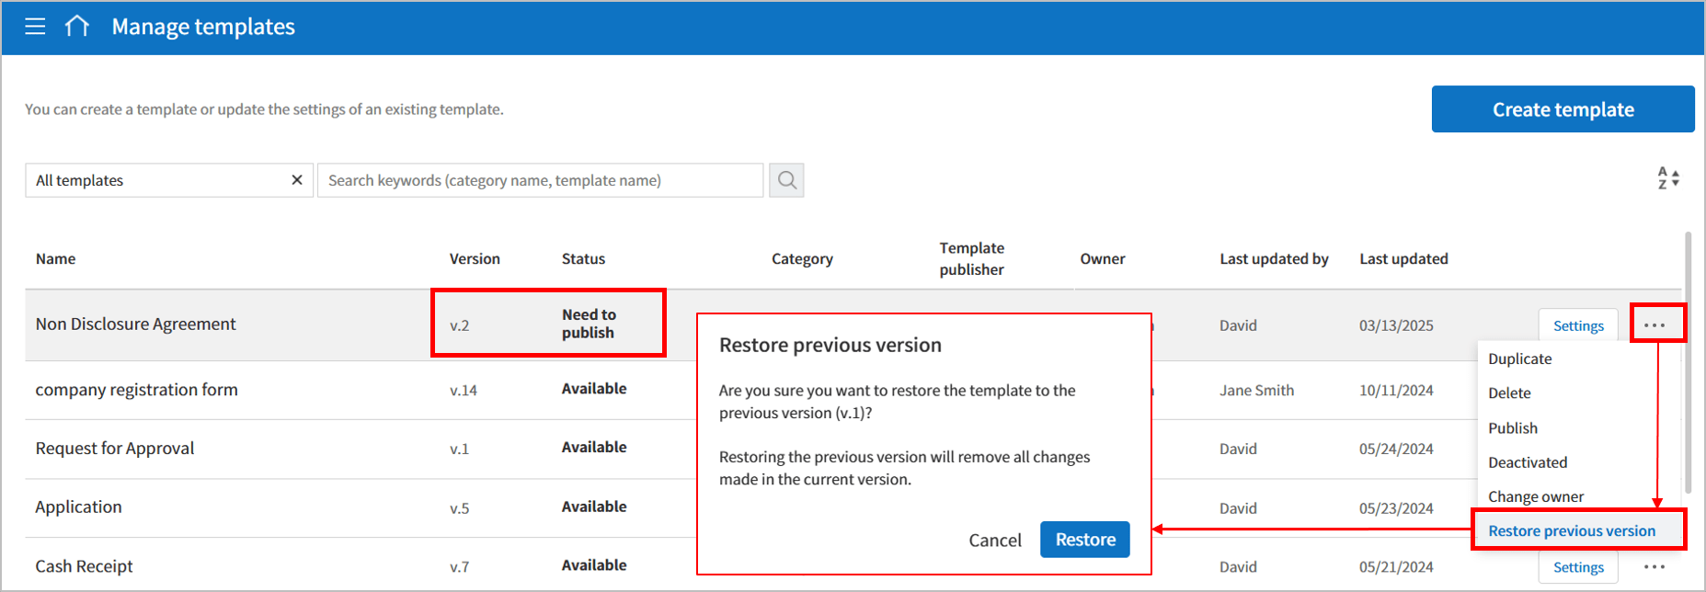 Manage templates
You can create a template or update the settings of an existing template.
Create template
All templates
Search keywords (category name, template name)
A
Z
Name Version Status Category Template publisher Owner Last updated by Last updated
Non Disclosure Agreement v.2 Need to publish David 03/13/2025 Settings
company registration form v.14 Available Jane Smith 10/11/2024
Request for Approval v.1 Available David 05/24/2024
Application v.5 Available David 05/23/2024
Cash Receipt v.7 Available David 05/21/2024 Settings
Restore previous version
Are you sure you want to restore the template to the
previous version (v.1)?
Restoring the previous version will remove all changes
made in the current version.
Cancel Restore
Duplicate
Delete
Publish
Deactivated
Change owner
Restore previous version